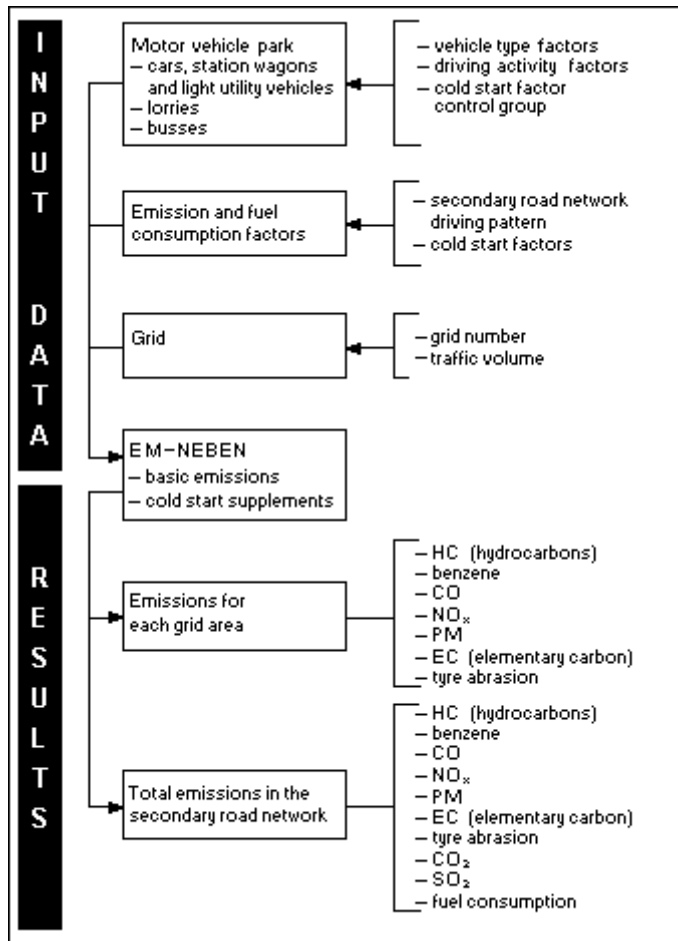 INPUT DATA
Motor vehicle park
– cars, station wagons
and light utility vehicles
– lorries
– busses
– vehicle type factors
– driving activity factors
– cold start factor
control group
Emission and fuel
consumption factors
– secondary road network
driving pattern
– cold start factors
Grid
– grid number
– traffic volume
EM–NEBEN
– basic emissions
– cold start supplements
RESULTS
Emissions for
each grid area
– HC (hydrocarbons)
– benzene
– CO
– NOₓ
– PM
– EC (elementary carbon)
– tyre abrasion
Total emissions in the
secondary road network
– HC (hydrocarbons)
– benzene
– CO
– NOₓ
– PM
– EC (elementary carbon)
– tyre abrasion
– CO₂
– SO₂
– fuel consumption